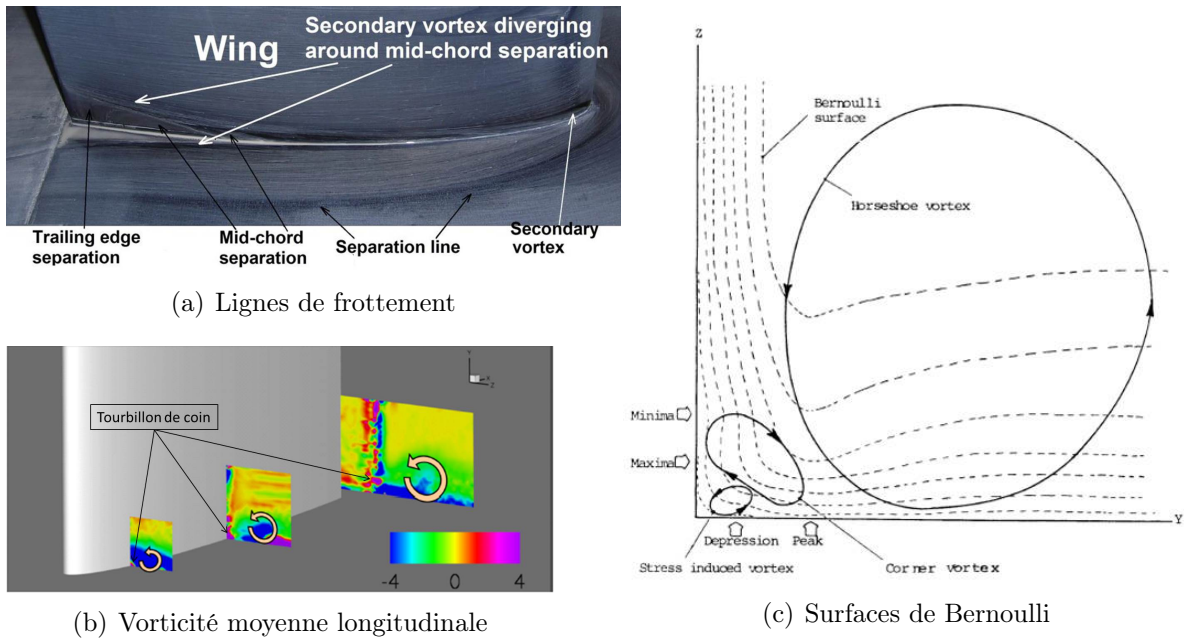 Wing
Secondary vortex diverging
around mid-chord separation
Trailing edge
separation
Mid-chord
separation
Separation line
Secondary
vortex
(a) Lignes de frottement
Tourbillon de coin
Y
X
Z
-4 0 4
(b) Vorticité moyenne longitudinale
Z
Bernoulli
surface
Horseshoe vortex
Minima
Maxima
Y
Depression
Peak
Stress induced vortex
Corner vortex
(c) Surfaces de Bernoulli